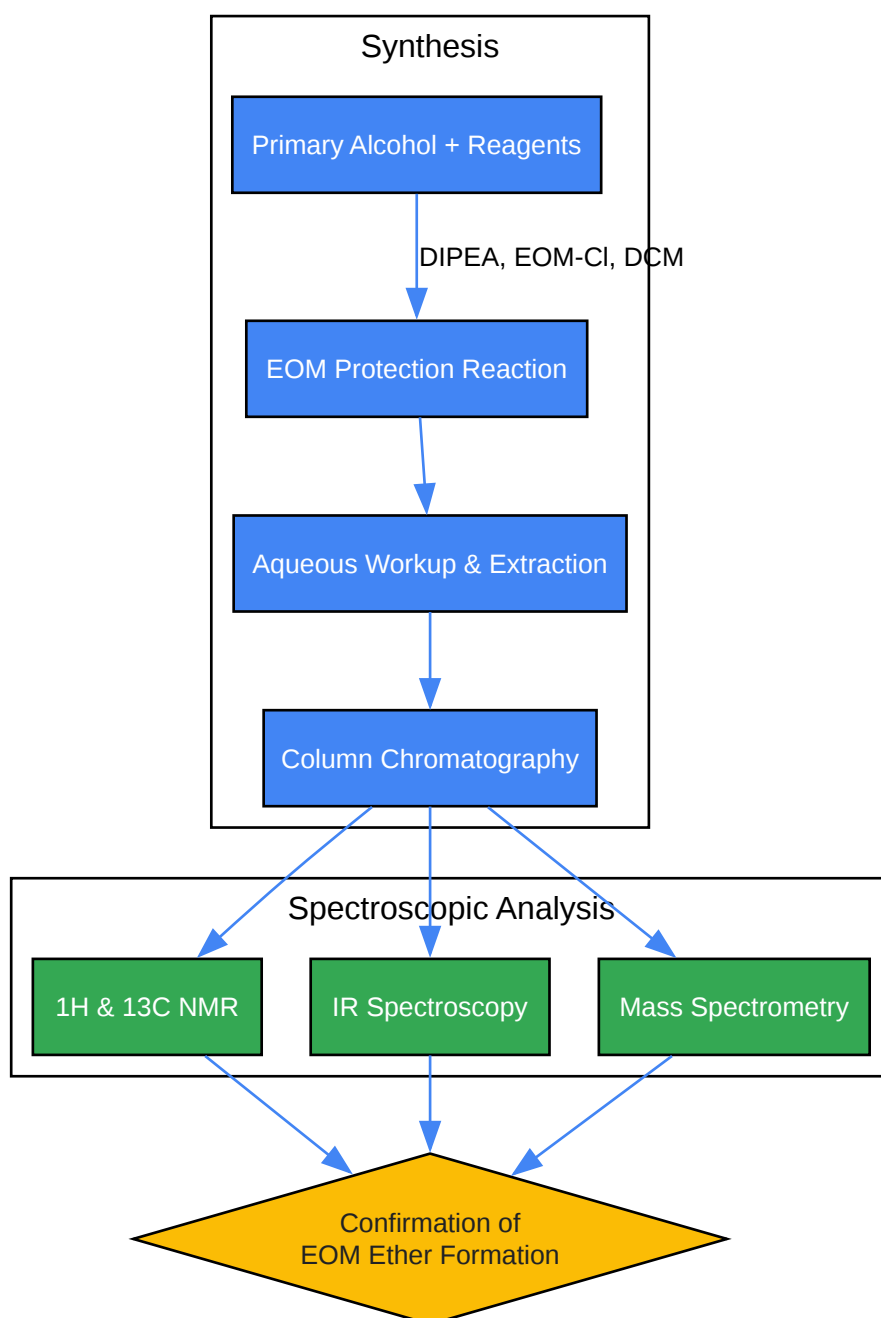 Synthesis
Primary Alcohol + Reagents
DIPEA, EOM-Cl, DCM
EOM Protection Reaction
Aqueous Workup & Extraction
Column Chromatography
Spectroscopic Analysis
1H & 13C NMR
IR Spectroscopy
Mass Spectrometry
Confirmation of
EOM Ether Formation